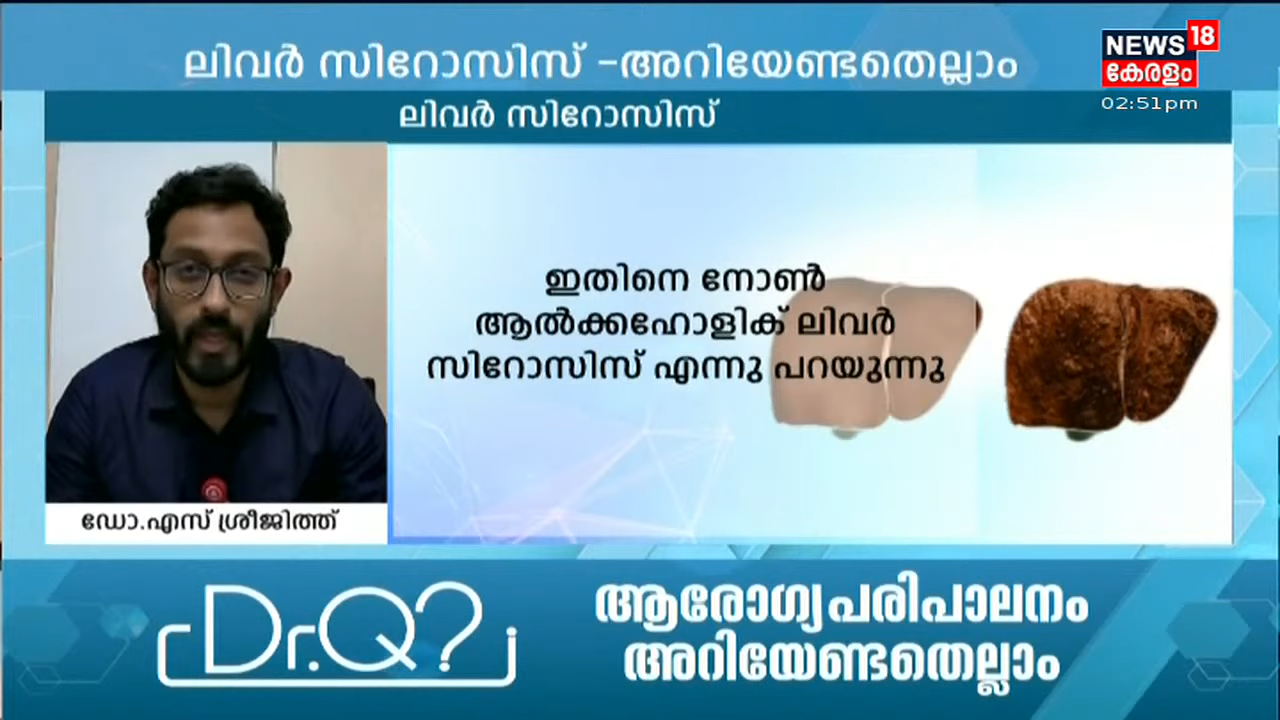 ലിവർ സിറോസിസ് -അറിയേണ്ടതെല്ലാം
NEWS 18
കേരളം
02:51pm
ലിവർ സിറോസിസ്
ഇതിനെ നോൺ
ആൽക്കഹോളിക് ലിവർ
സിറോസിസ് എന്നു പറയുന്നു
ഡോ.എസ് ശ്രീജിത്ത്
Dr.Q?
ആരോഗ്യപരിപാലനം
അറിയേണ്ടതെല്ലാം